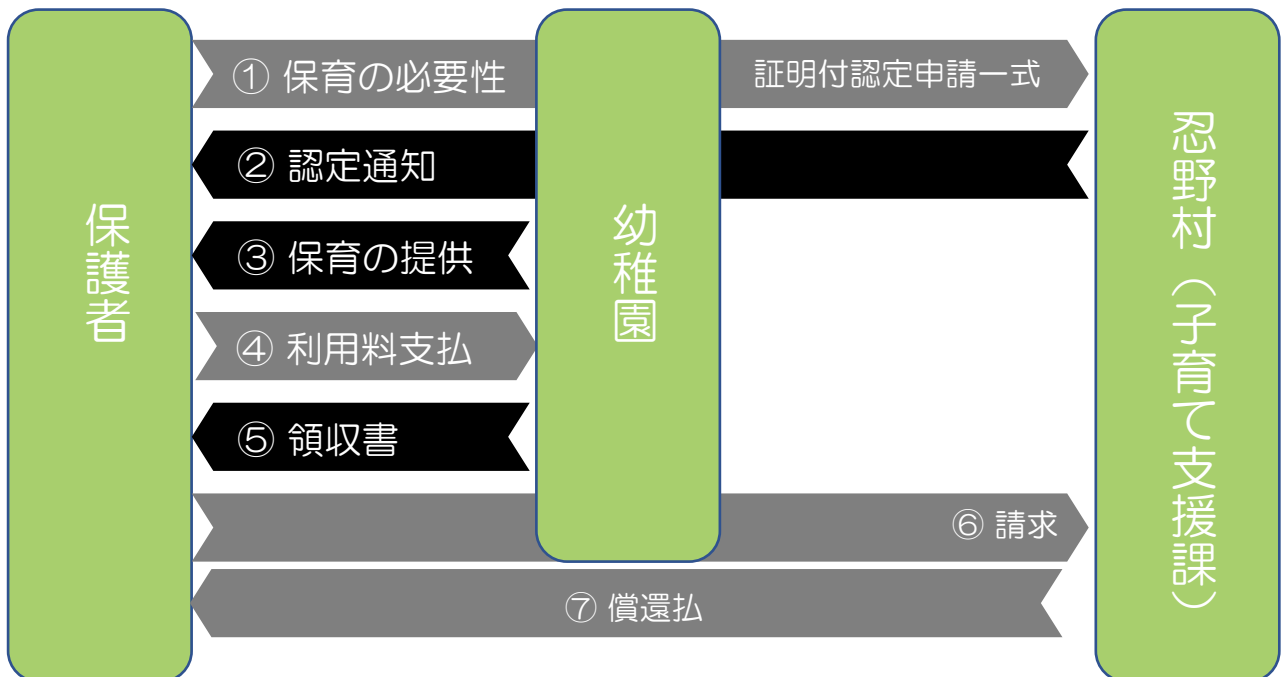 保護者
① 保育の必要性
証明付認定申請一式
② 認定通知
③ 保育の提供
④ 利用料支払
⑤ 領収書
⑥ 請求
⑦ 償還払
幼稚園
忍野村（子育て支援課）